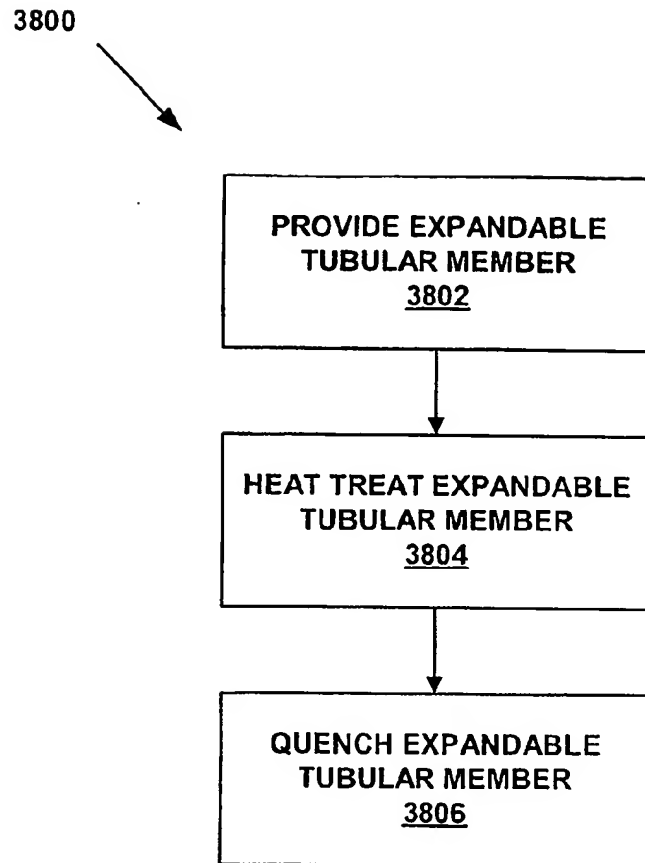 3800
PROVIDE EXPANDABLE
TUBULAR MEMBER
3802
HEAT TREAT EXPANDABLE
TUBULAR MEMBER
3804
QUENCH EXPANDABLE
TUBULAR MEMBER
3806